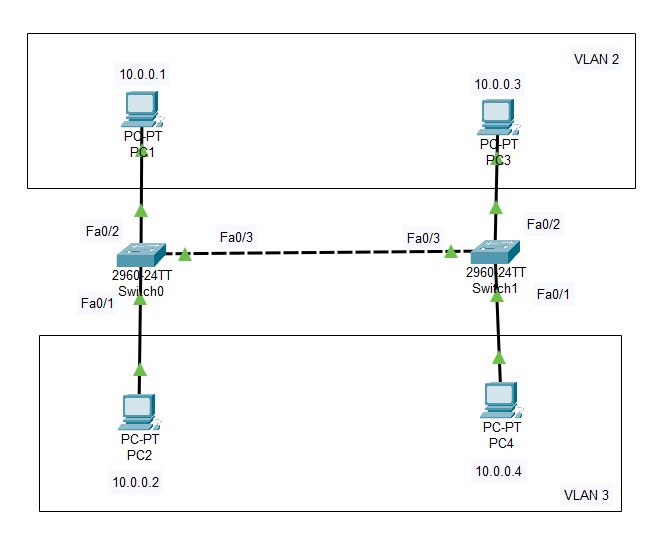 VLAN 2
10.0.0.1
10.0.0.3
PC-PT
PC1
PC-PT
PC3
Fa0/2
Fa0/3
Fa0/3
Fa0/2
2960-24TT
Switch0
2960-24TT
Switch1
Fa0/1
Fa0/1
PC-PT
PC2
PC-PT
PC4
10.0.0.2
10.0.0.4
VLAN 3